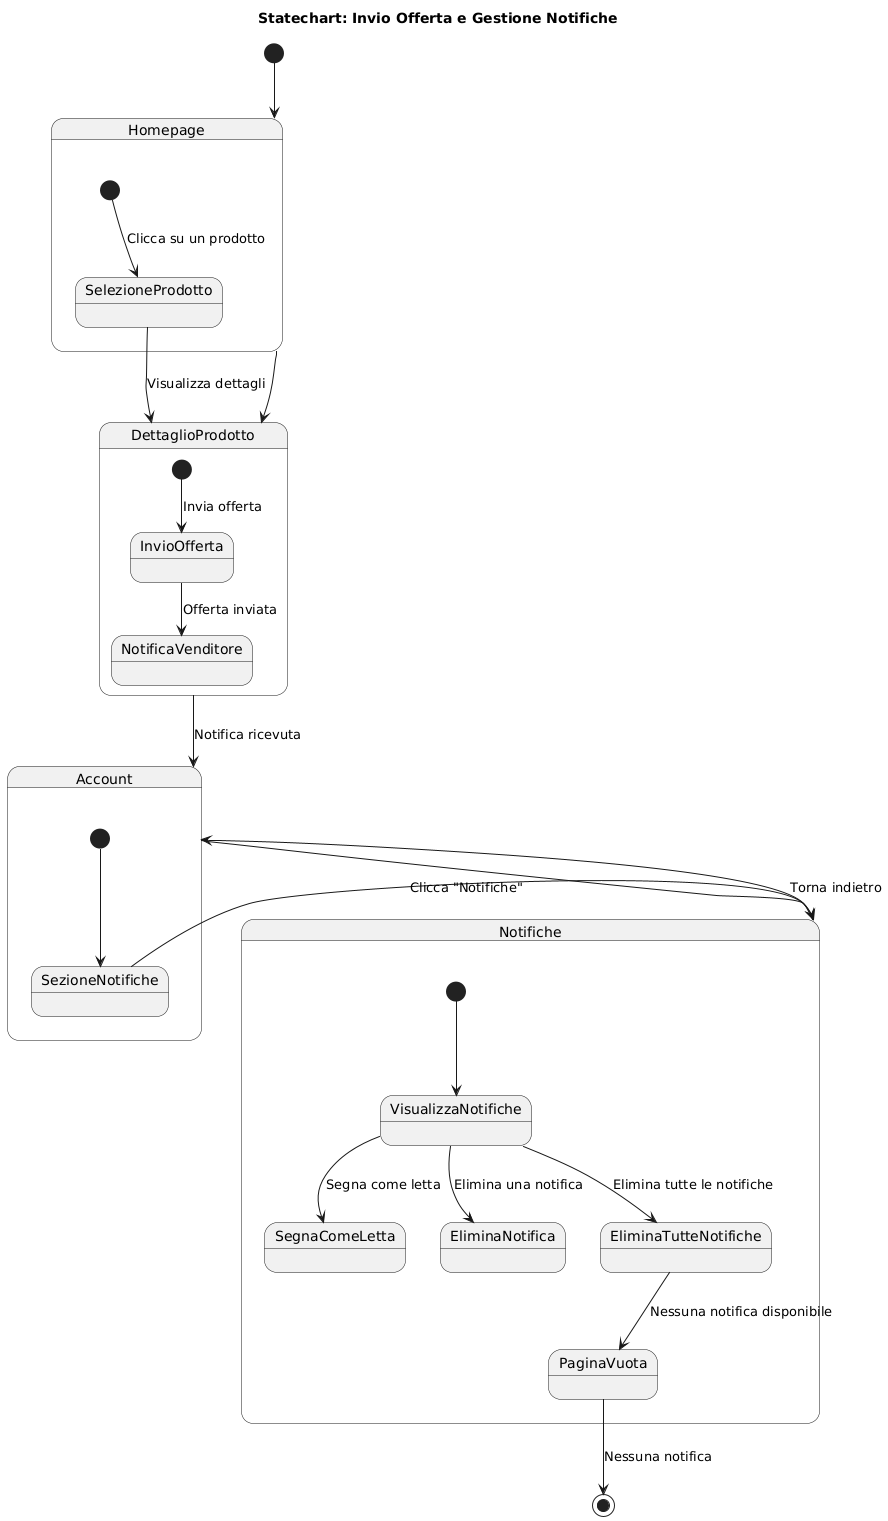 Statechart: Invio Offerta e Gestione Notifiche
Homepage
Clicca su un prodotto
SelezioneProdotto
Visualizza dettagli
DettaglioProdotto
Invia offerta
InvioOfferta
Offerta inviata
NotificaVenditore
Notifica ricevuta
Account
Clicca "Notifiche"
Torna indietro
Notifiche
SezioneNotifiche
VisualizzaNotifiche
Segna come letta
Elimina una notifica
Elimina tutte le notifiche
SegnaComeLetta
EliminaNotifica
EliminaTutteNotifiche
Nessuna notifica disponibile
PaginaVuota
Nessuna notifica